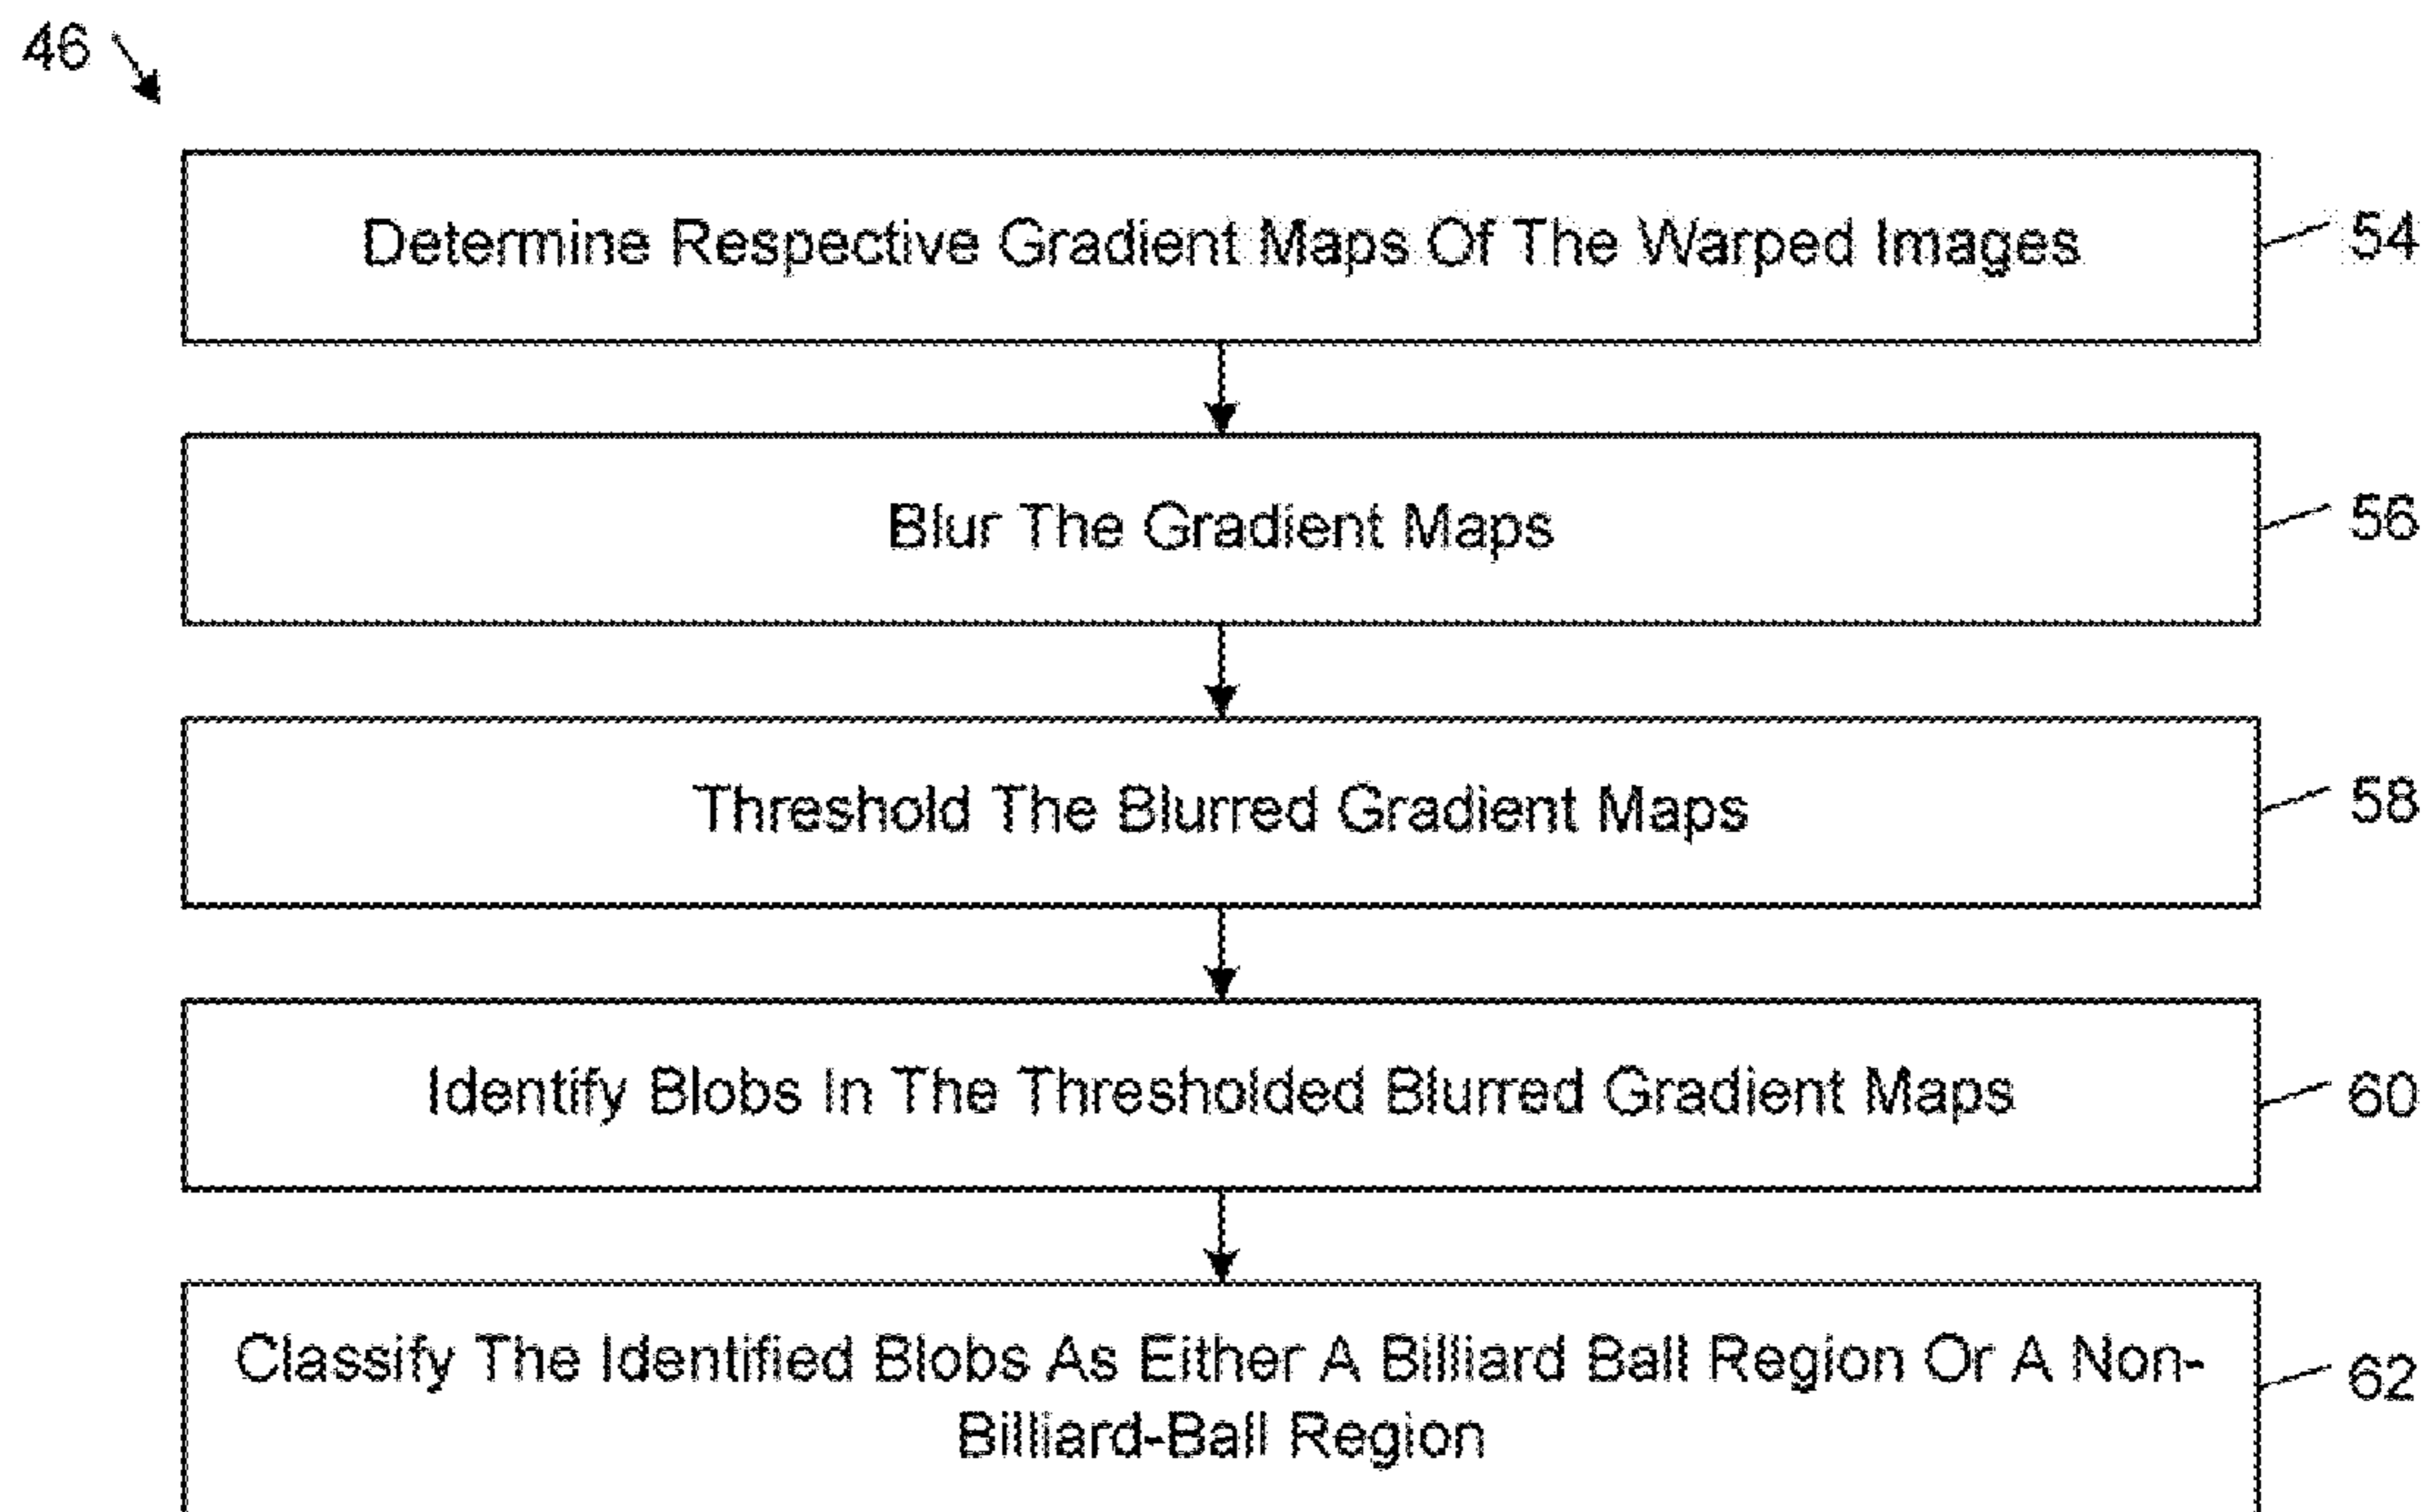 46
Determine Respective Gradient Maps Of The Warped Images
54
Blur The Gradient Maps
56
Threshold The Blurred Gradient Maps
58
Identify Blobs In The Thresholded Blurred Gradient Maps
60
Classify The Identified Blobs As Either A Billiard Ball Region Or A Non-
Billiard-Ball Region
62